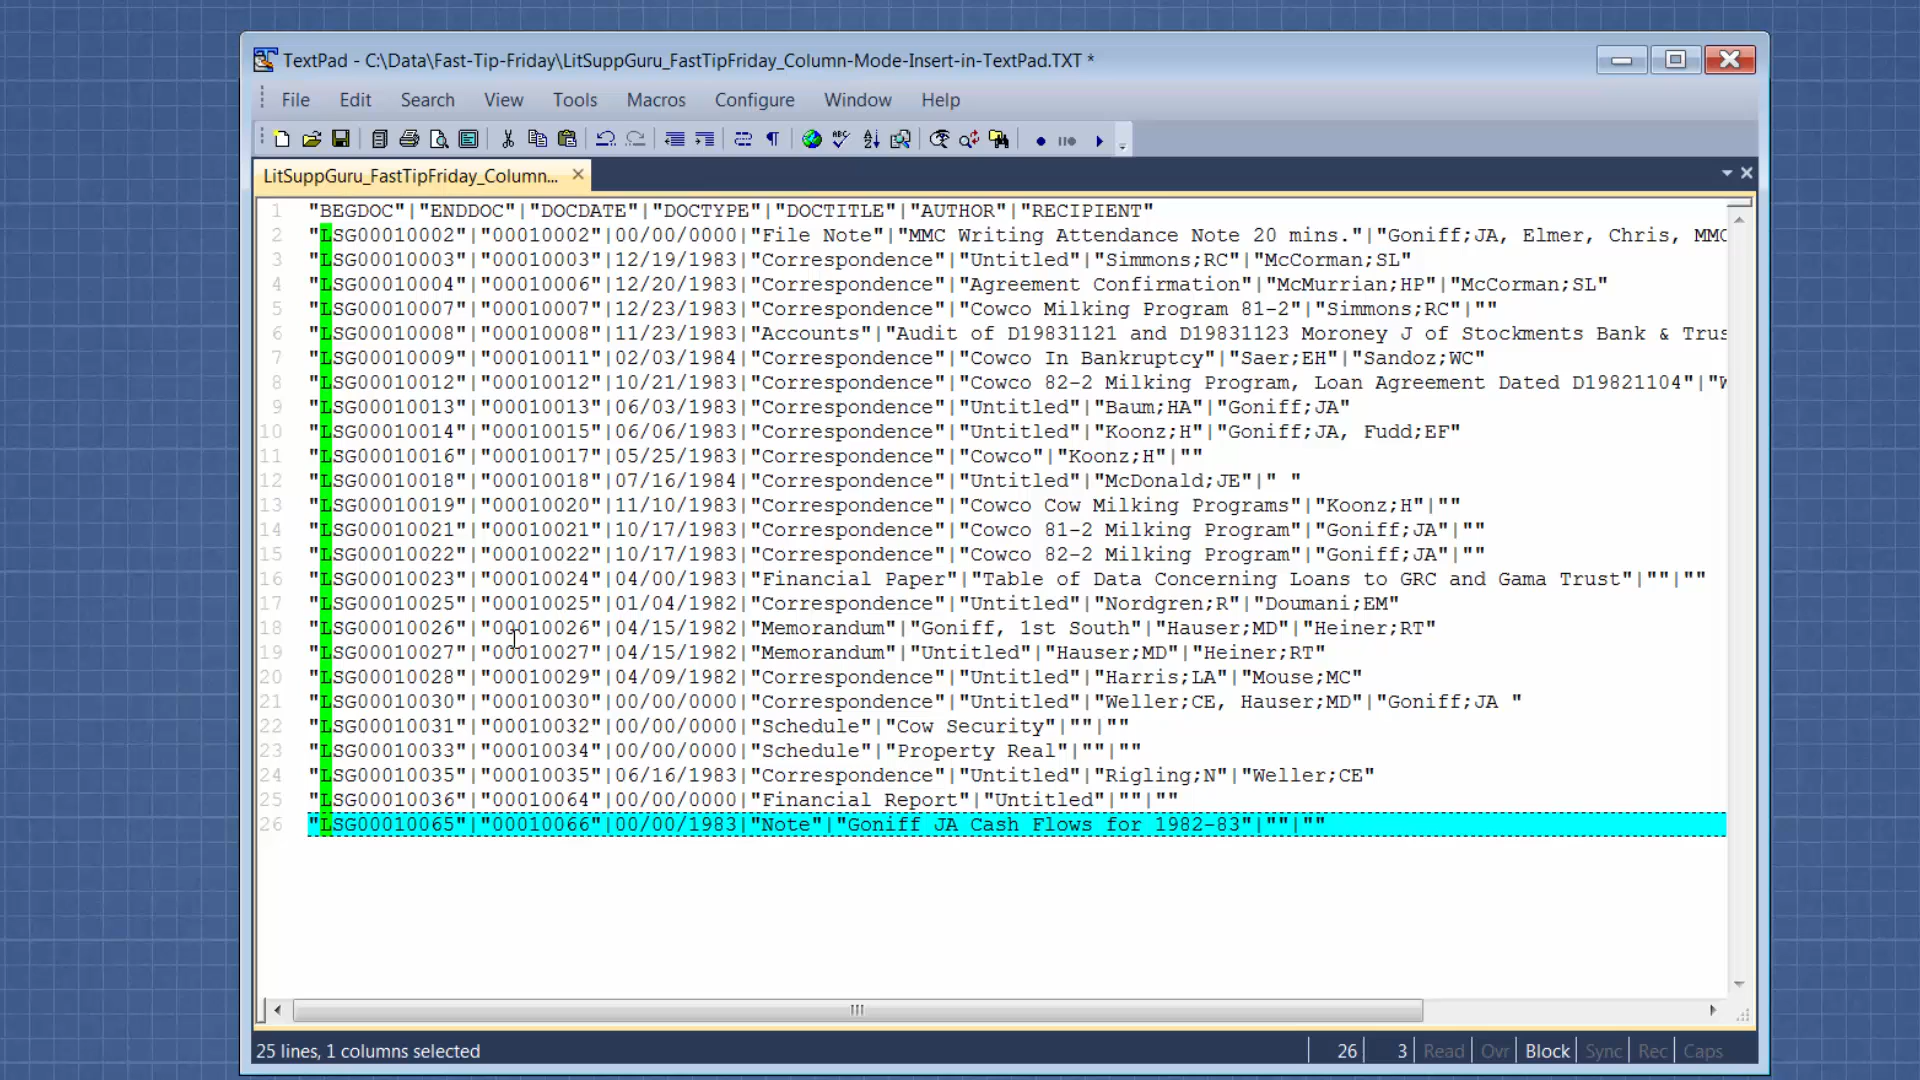 TextPad - C:\Data\Fast-Tip-Friday\LitSuppGuru_FastTipFriday_Column-Mode-Insert-in-TextPad.TXT *
File Edit Search View Tools Macros Configure Window Help
LitSuppGuru_FastTipFriday_Column...
1 "BEGDOC"|"ENDDOC"|"DOCDATE"|"DOCTYPE"|"DOCTITLE"|"AUTHOR"|"RECIPIENT"
2 "LSG00010002"|"00010002"|00/00/0000|"File Note"|"MMC Writing Attendance Note 20 mins."|"Goniff;JA, Elmer, Chris, MMC
3 "LSG00010003"|"00010003"|12/19/1983|"Correspondence"|"Untitled"|"Simmons;RC"|"McCorman;SL"
4 "LSG00010004"|"00010006"|12/20/1983|"Correspondence"|"Agreement Confirmation"|"McMurrian;HP"|"McCorman;SL"
5 "LSG00010007"|"00010007"|12/23/1983|"Correspondence"|"Cowco Milking Program 81-2"|"Simmons;RC"|""
6 "LSG00010008"|"00010008"|11/23/1983|"Accounts"|"Audit of D19831121 and D19831123 Moroney J of Stockments Bank & Trus
7 "LSG00010009"|"00010011"|02/03/1984|"Correspondence"|"Cowco In Bankruptcy"|"Saer;EH"|"Sandoz;WC"
8 "LSG00010012"|"00010012"|10/21/1983|"Correspondence"|"Cowco 82-2 Milking Program, Loan Agreement Dated D19821104"|"W
9 "LSG00010013"|"00010013"|06/03/1983|"Correspondence"|"Untitled"|"Baum;HA"|"Goniff;JA"
10 "LSG00010014"|"00010015"|06/06/1983|"Correspondence"|"Untitled"|"Koonz;H"|"Goniff;JA, Fudd;EF"
11 "LSG00010016"|"00010017"|05/25/1983|"Correspondence"|"Cowco"|"Koonz;H"|""
12 "LSG00010018"|"00010018"|07/16/1984|"Correspondence"|"Untitled"|"McDonald;JE"|" "
13 "LSG00010019"|"00010020"|11/10/1983|"Correspondence"|"Cowco Cow Milking Programs"|"Koonz;H"|""
14 "LSG00010021"|"00010021"|10/17/1983|"Correspondence"|"Cowco 81-2 Milking Program"|"Goniff;JA"|""
15 "LSG00010022"|"00010022"|10/17/1983|"Correspondence"|"Cowco 82-2 Milking Program"|"Goniff;JA"|""
16 "LSG00010023"|"00010024"|04/00/1983|"Financial Paper"|"Table of Data Concerning Loans to GRC and Gama Trust"|""|""
17 "LSG00010025"|"00010025"|01/04/1982|"Correspondence"|"Untitled"|"Nordgren;R"|"Doumani;EM"
18 "LSG00010026"|"00010026"|04/15/1982|"Memorandum"|"Goniff, 1st South"|"Hauser;MD"|"Heiner;RT"
19 "LSG00010027"|"00010027"|04/15/1982|"Memorandum"|"Untitled"|"Hauser;MD"|"Heiner;RT"
20 "LSG00010028"|"00010029"|04/09/1982|"Correspondence"|"Untitled"|"Harris;LA"|"Mouse;MC"
21 "LSG00010030"|"00010030"|00/00/0000|"Correspondence"|"Untitled"|"Weller;CE, Hauser;MD"|"Goniff;JA "
22 "LSG00010031"|"00010032"|00/00/0000|"Schedule"|"Cow Security"|""|""
23 "LSG00010033"|"00010034"|00/00/0000|"Schedule"|"Property Real"|""|""
24 "LSG00010035"|"00010035"|06/16/1983|"Correspondence"|"Untitled"|"Rigling;N"|"Weller;CE"
25 "LSG00010036"|"00010064"|00/00/0000|"Financial Report"|"Untitled"|""|""
26 "LSG00010065"|"00010066"|00/00/1983|"Note"|"Goniff JA Cash Flows for 1982-83"|""|""
25 lines, 1 columns selected 26 3 Read Ovr Block Sync Rec Caps